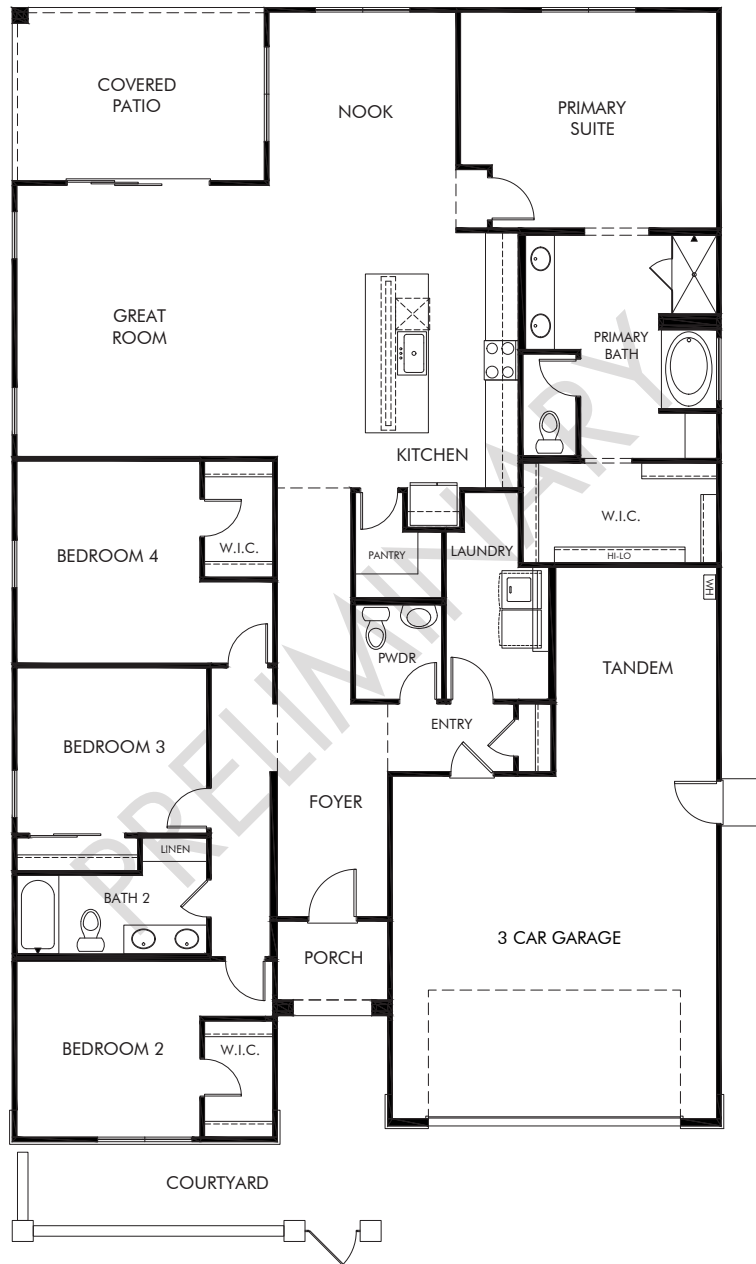 COVERED
PATIO
NOOK
PRIMARY
SUITE
GREAT
ROOM
PRIMARY
BATH
KITCHEN
BEDROOM 4
W.I.C.
PANTRY
LAUNDRY
W.I.C.
HI-LO
WH
PWDR
TANDEM
BEDROOM 3
ENTRY
FOYER
LINEN
BATH 2
PORCH
3 CAR GARAGE
BEDROOM 2
W.I.C.
COURTYARD
PRELIMINARY